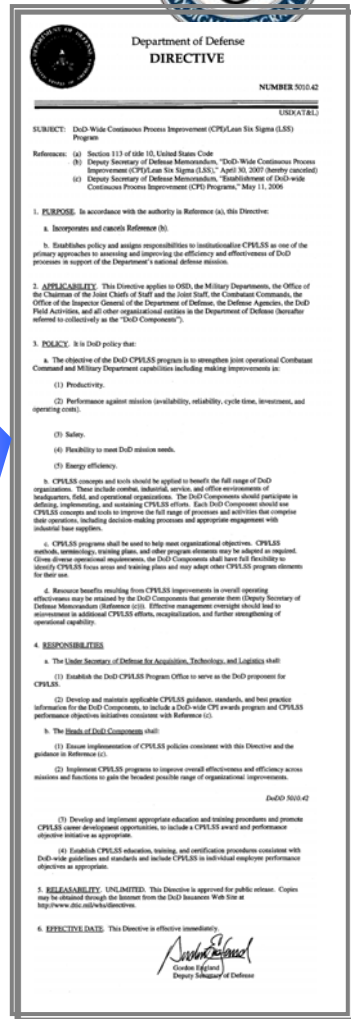 Department of Defense
DIRECTIVE
NUMBER 5010.42
USD(AT&L)
SUBJECT: DoD-Wide Continuous Process Improvement (CPI)/Lean Six Sigma (LSS)
Program
References: (a) Section 113 of title 10, United States Code
(b) Deputy Secretary of Defense Memorandum, "DoD-Wide Continuous Process
Improvement (CPI)/Lean Six Sigma (LSS)," April 30, 2007 (hereby canceled)
(c) Deputy Secretary of Defense Memorandum, "Establishment of DoD-wide
Continuous Process Improvement (CPI) Programs," May 11, 2006
1. PURPOSE. In accordance with the authority in Reference (a), this Directive:
a. Incorporates and cancels Reference (b).
b. Establishes policy and assigns responsibilities to institutionalize CPI/LSS as one of the
primary approaches to assessing and improving the efficiency and effectiveness of DoD
processes in support of the Department's national defense mission.
2. APPLICABILITY. This Directive applies to OSD, the Military Departments, the Office of
the Chairman of the Joint Chiefs of Staff and the Joint Staff, the Combatant Commands, the
Office of the Inspector General of the Department of Defense, the Defense Agencies, the DoD
Field Activities, and all other organizational entities in the Department of Defense (hereafter
referred to collectively as the "DoD Components").
3. POLICY. It is DoD policy that:
a. The objective of the DoD CPI/LSS program is to strengthen joint operational Combatant
Command and Military Department capabilities including making improvements in:
(1) Productivity.
(2) Performance against mission (availability, reliability, cycle time, investment, and
operating costs).
(3) Safety.
(4) Flexibility to meet DoD mission needs.
(5) Energy efficiency.
b. CPI/LSS concepts and tools should be applied to benefit the full range of DoD
organizations. These include combat, industrial, service, and office environments of
headquarters, field, and operational organizations. The DoD Components should participate in
defining, implementing, and sustaining CPI/LSS efforts. Each DoD Component should use
CPI/LSS concepts and tools to improve the full range of processes and activities that comprise
their operations, including decision-making processes and appropriate engagement with
industrial base suppliers.
c. CPI/LSS programs shall be used to help meet organizational objectives. CPI/LSS
methods, terminology, training plans, and other program elements may be adapted as required.
Given diverse operational requirements, the DoD Components shall have full flexibility to
identify CPI/LSS focus areas and training plans and may adapt other CPI/LSS program elements
for their use.
d. Resource benefits resulting from CPI/LSS improvements in overall operating
effectiveness may be retained by the DoD Components that generate them (Deputy Secretary of
Defense Memorandum (Reference (c))). Effective management oversight should lead to
reinvestment in additional CPI/LSS efforts, recapitalization, and further strengthening of
operational capability.
4. RESPONSIBILITIES
a. The Under Secretary of Defense for Acquisition, Technology, and Logistics shall:
(1) Establish the DoD CPI/LSS Program Office to serve as the DoD proponent for
CPI/LSS.
(2) Develop and maintain applicable CPI/LSS guidance, standards, and best practice
information for the DoD Components, to include a DoD-wide CPI awards program and CPI/LSS
performance objectives initiatives consistent with Reference (c).
b. The Heads of DoD Components shall:
(1) Ensure implementation of CPI/LSS policies consistent with this Directive and the
guidance in Reference (c).
(2) Implement CPI/LSS programs to improve overall effectiveness and efficiency across
missions and functions to gain the broadest possible range of organizational improvements.
DoDD 5010.42
(3) Develop and implement appropriate education and training procedures and promote
CPI/LSS career development opportunities, to include a CPI/LSS award and performance
objective initiative as appropriate.
(4) Establish CPI/LSS education, training, and certification procedures consistent with
DoD-wide guidelines and standards and include CPI/LSS in individual employee performance
objectives as appropriate.
5. RELEASABILITY. UNLIMITED. This Directive is approved for public release. Copies
may be obtained through the Internet from the DoD Issuances Web Site at
http://www.dtic.mil/whs/directives.
6. EFFECTIVE DATE. This Directive is effective immediately.
Gordon England
Deputy Secretary of Defense